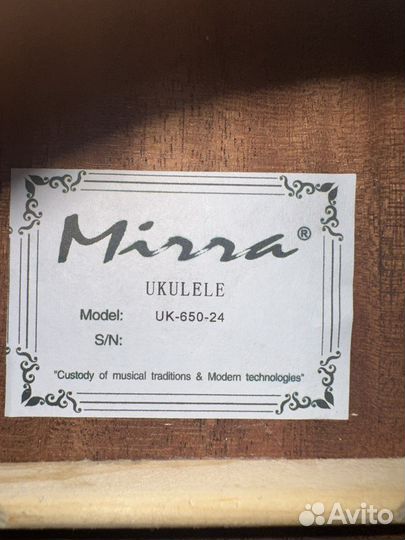 Mirra®
UKULELE
Model: UK-650-24
S/N:
"Custody of musical traditions & Modern technologies"
Avito